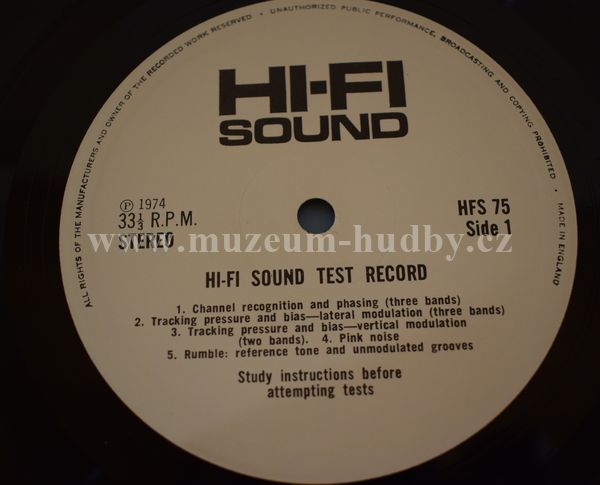 ALL RIGHTS OF THE MANUFACTURERS AND OWNER OF THE RECORDED WORK RESERVED • UNAUTHORIZED PUBLIC PERFORMANCE, BROADCASTING AND COPYING PROHIBITED • MADE IN ENGLAND
HI-FI
SOUND
℗ 1974
33⅓ R.P.M.
STEREO
HFS 75
Side 1
www.muzeum-hudby.cz
HI-FI SOUND TEST RECORD
1. Channel recognition and phasing (three bands)
2. Tracking pressure and bias—lateral modulation (three bands)
3. Tracking pressure and bias—vertical modulation
(two bands). 4. Pink noise
5. Rumble: reference tone and unmodulated grooves
Study instructions before
attempting tests